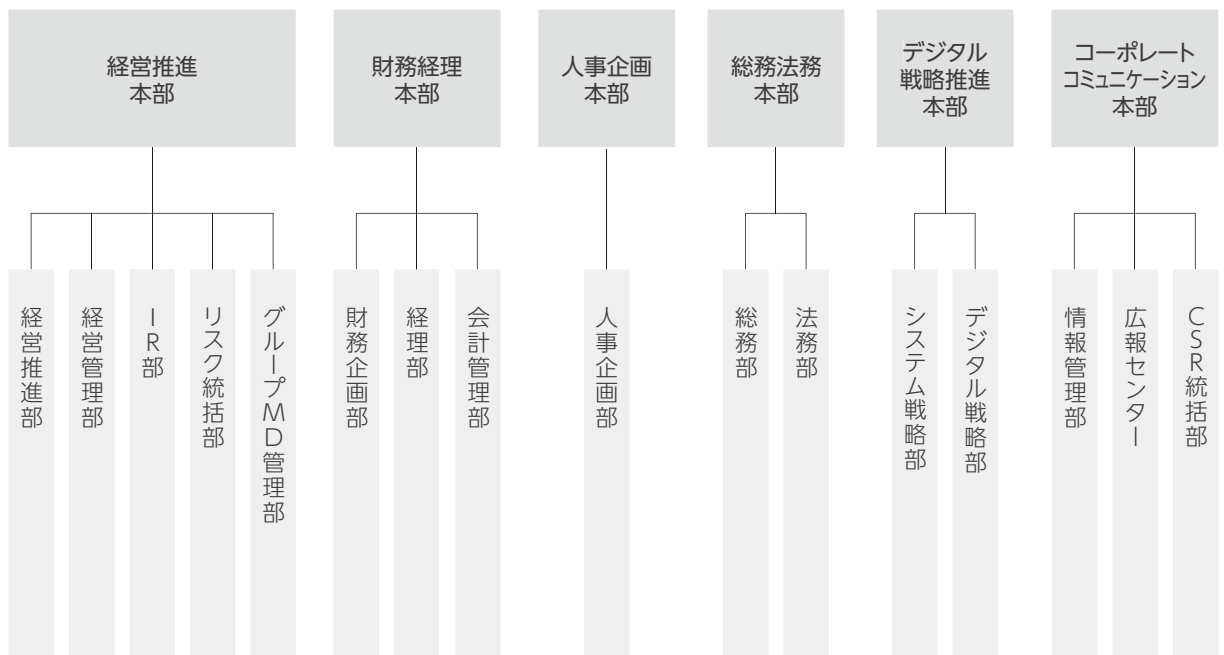 経営推進
本部
財務経理
本部
人事企画
本部
総務法務
本部
デジタル
戦略推進
本部
コーポレート
コミュニケーション
本部
経営推進部
経営管理部
IR部
リスク統括部
グループMD管理部
財務企画部
経理部
会計管理部
人事企画部
総務部
法務部
システム戦略部
デジタル戦略部
情報管理部
広報センター
CSR統括部